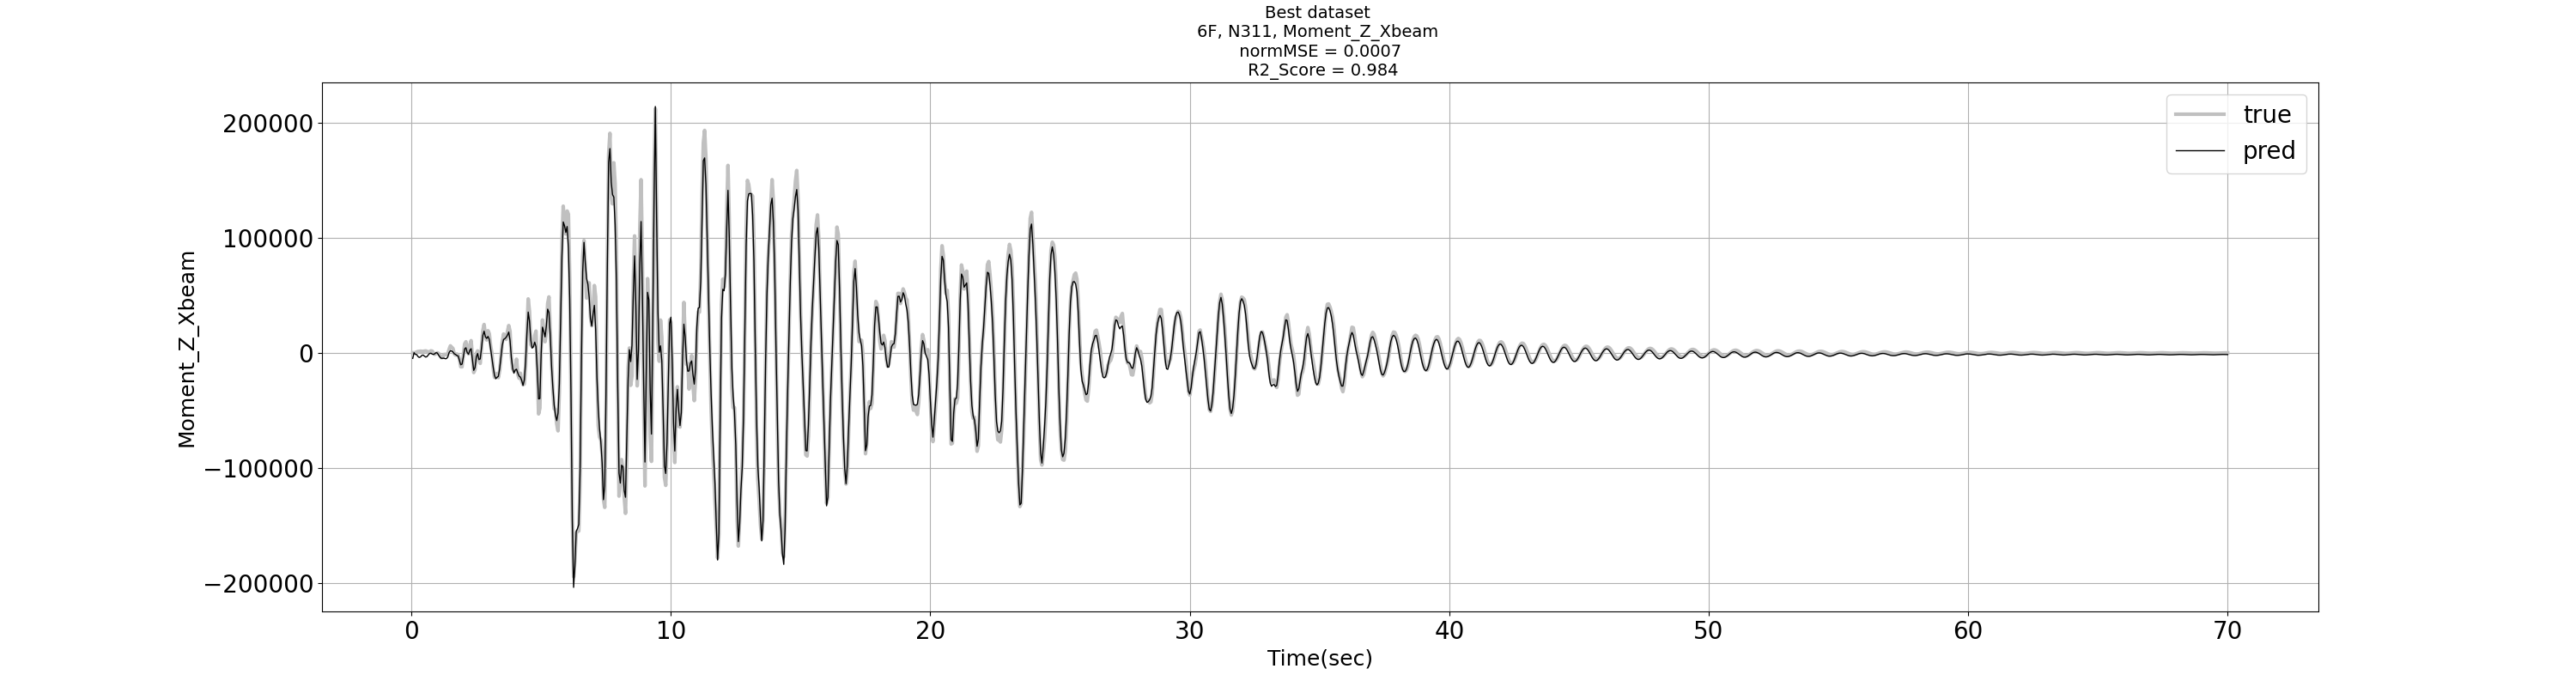 Best dataset
6F, N311, Moment_Z_Xbeam
normMSE = 0.0007
R2_Score = 0.984
true
pred
200000
100000
0
−100000
−200000
Moment_Z_Xbeam
0 10 20 30 40 50 60 70
Time(sec)